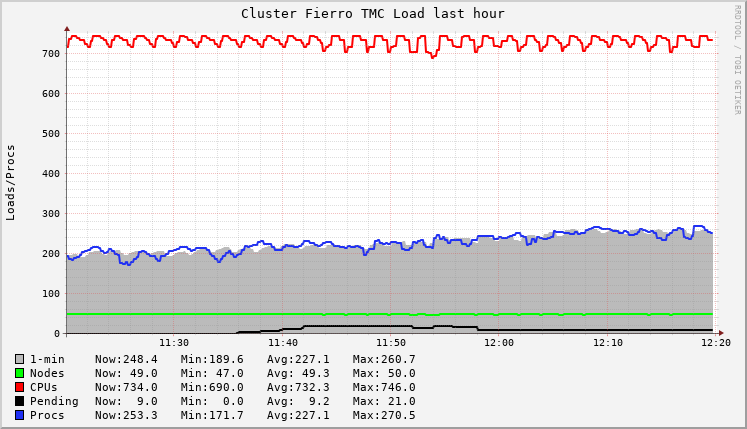 Cluster Fierro TMC Load last hour
RRDTOOL / TOBI OETIKER
Loads/Procs
700
600
500
400
300
200
100
0
11:30 11:40 11:50 12:00 12:10 12:20
1-min Now:248.4 Min:189.6 Avg:227.1 Max:260.7
Nodes Now: 49.0 Min: 47.0 Avg: 49.3 Max: 50.0
CPUs Now:734.0 Min:690.0 Avg:732.3 Max:746.0
Pending Now: 9.0 Min: 0.0 Avg: 9.2 Max: 21.0
Procs Now:253.3 Min:171.7 Avg:227.1 Max:270.5